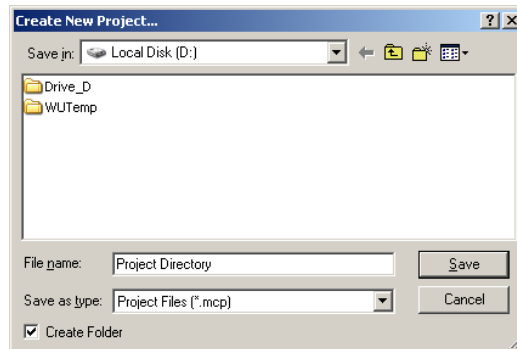 Create New Project...
Save in: Local Disk (D:)
Drive_D
WUTemp
File name: Project Directory Save
Save as type: Project Files (*.mcp) Cancel
Create Folder